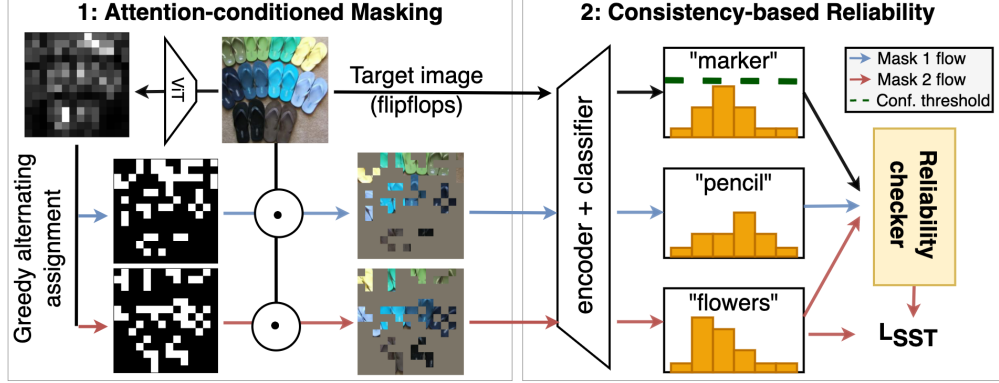 1: Attention-conditioned Masking
2: Consistency-based Reliability
ViT
Target image
(flipflops)
Greedy alternating
assignment
encoder + classifier
"marker"
"pencil"
"flowers"
Mask 1 flow
Mask 2 flow
Conf. threshold
Reliability
checker
LSST